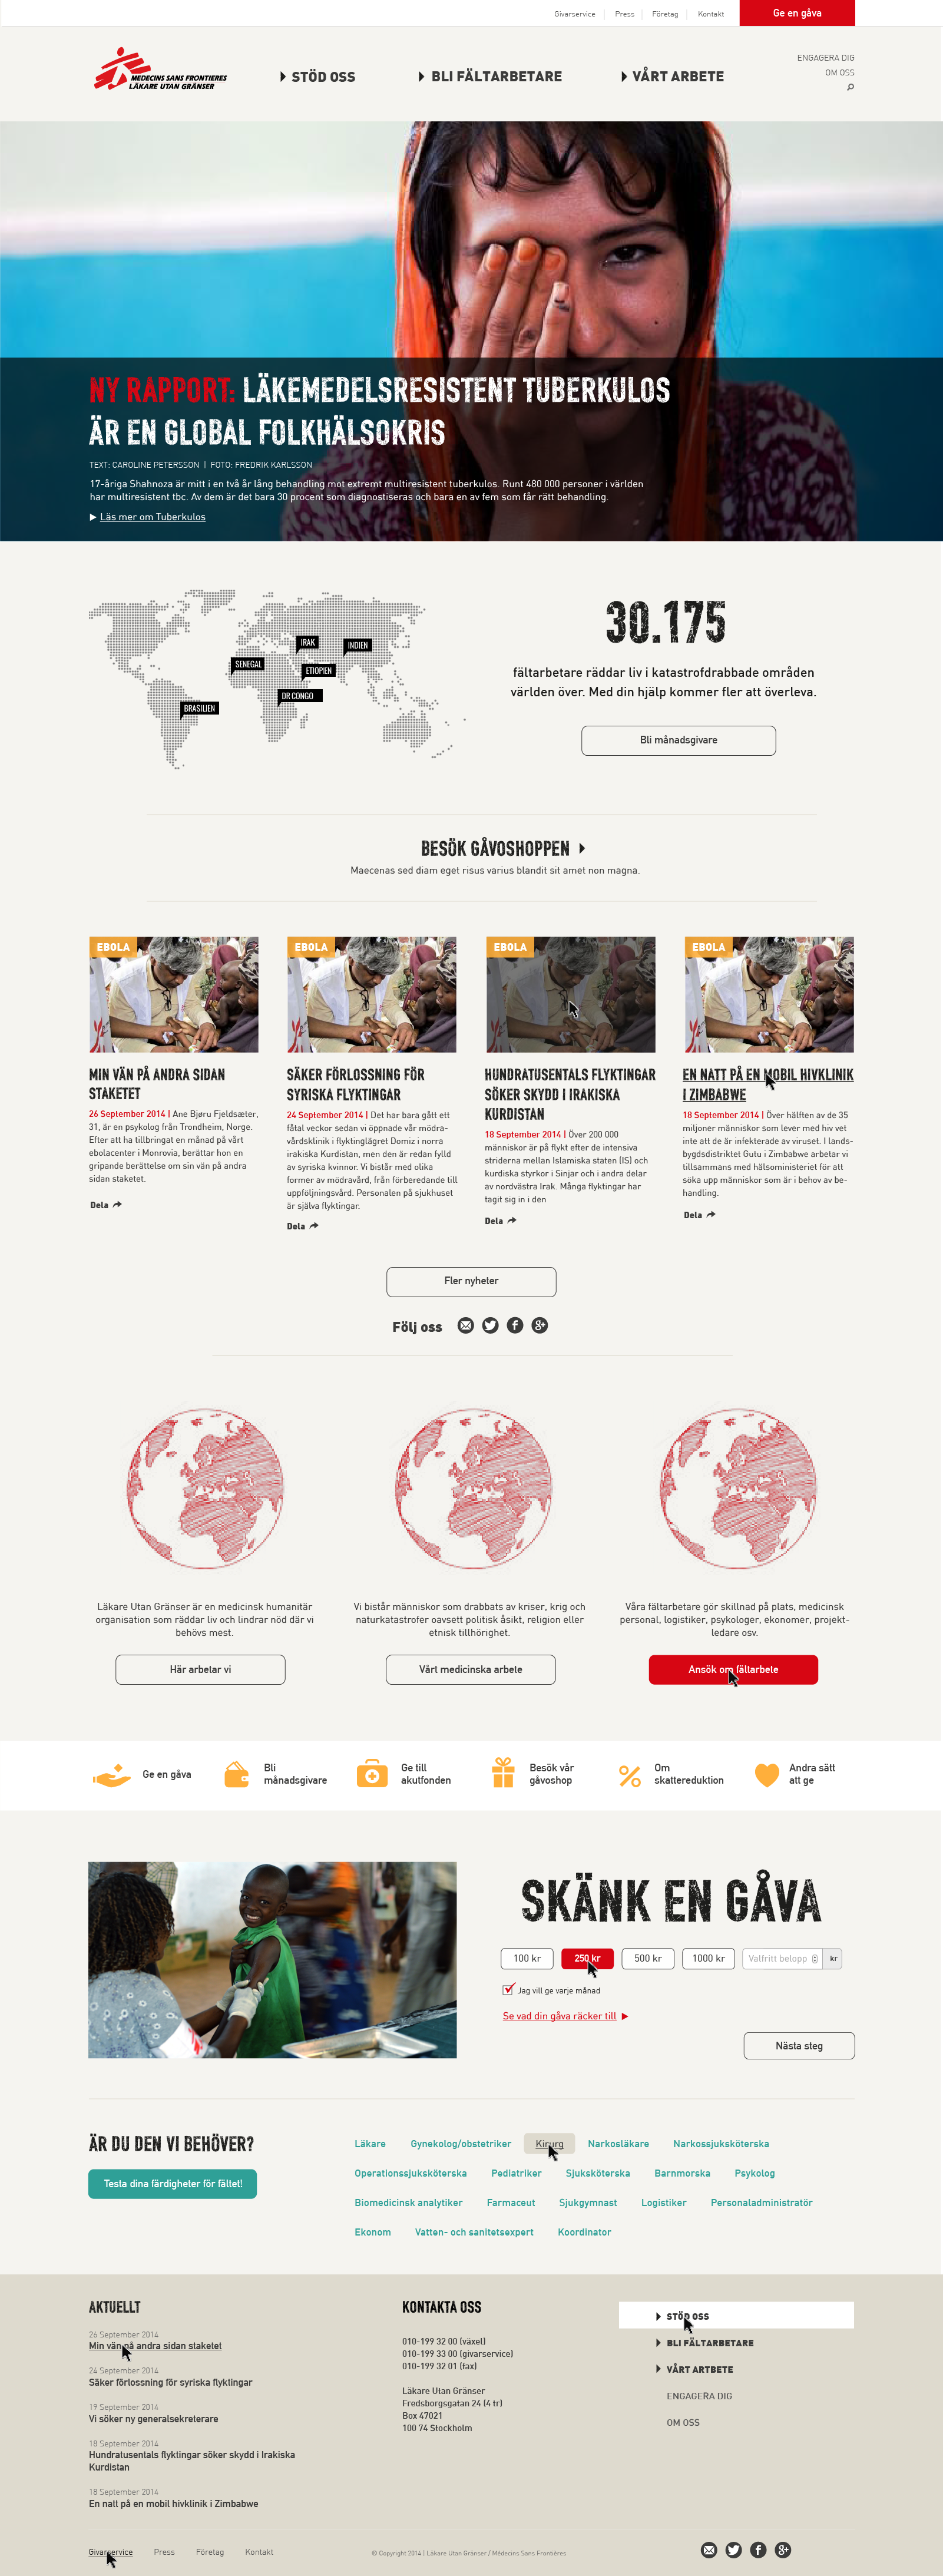 Givarservice
Press
Företag
Kontakt
Ge en gåva
MEDECINS SANS FRONTIERES
LÄKARE UTAN GRÄNSER
STÖD OSS
BLI FÄLTARBETARE
VÅRT ARBETE
ENGAGERA DIG
OM OSS
NY RAPPORT: LÄKEMEDELSRESISTENT TUBERKULOS
ÄR EN GLOBAL FOLKHÄLSOKRIS
TEXT: CAROLINE PETERSSON | FOTO: FREDRIK KARLSSON
17-åriga Shahnoza är mitt i en två år lång behandling mot extremt multiresistent tuberkulos. Runt 480 000 personer i världen
har multiresistent tbc. Av dem är det bara 30 procent som diagnostiseras och bara en av fem som får rätt behandling.
Läs mer om Tuberkulos
IRAK
INDIEN
SENEGAL
ETIOPIEN
DR CONGO
BRASILIEN
30.175
fältarbetare räddar liv i katastrofdrabbade områden
världen över. Med din hjälp kommer fler att överleva.
Bli månadsgivare
BESÖK GÅVOSHOPPEN
Maecenas sed diam eget risus varius blandit sit amet non magna.
EBOLA
MIN VÄN PÅ ANDRA SIDAN
STAKETET
26 September 2014 | Ane Bjøru Fjeldsæter,
31, är en psykolog från Trondheim, Norge.
Efter att ha tillbringat en månad på vårt
ebolacenter i Monrovia, berättar hon en
gripande berättelse om sin vän på andra
sidan staketet.
Dela
EBOLA
SÄKER FÖRLOSSNING FÖR
SYRISKA FLYKTINGAR
24 September 2014 | Det har bara gått ett
fåtal veckor sedan vi öppnade vår mödra-
vårdsklinik i flyktinglägret Domiz i norra
irakiska Kurdistan, men den är redan fylld
av syriska kvinnor. Vi bistår med olika
former av mödravård, från förberedande till
uppföljningsvård. Personalen på sjukhuset
är själva flyktingar.
Dela
EBOLA
HUNDRATUSENTALS FLYKTINGAR
SÖKER SKYDD I IRAKISKA
KURDISTAN
18 September 2014 | Över 200 000
människor är på flykt efter de intensiva
striderna mellan Islamiska staten (IS) och
kurdiska styrkor i Sinjar och i andra delar
av nordvästra Irak. Många flyktingar har
tagit sig in i den
Dela
EBOLA
EN NATT PÅ EN MOBIL HIVKLINIK
I ZIMBABWE
18 September 2014 | Över hälften av de 35
miljoner människor som lever med hiv vet
inte att de är infekterade av viruset. I lands-
bygdsdistriktet Gutu i Zimbabwe arbetar vi
tillsammans med hälsoministeriet för att
söka upp människor som är i behov av be-
handling.
Dela
Fler nyheter
Följ oss
Läkare Utan Gränser är en medicinsk humanitär
organisation som räddar liv och lindrar nöd där vi
behövs mest.
Här arbetar vi
Vi bistår människor som drabbats av kriser, krig och
naturkatastrofer oavsett politisk åsikt, religion eller
etnisk tillhörighet.
Vårt medicinska arbete
Våra fältarbetare gör skillnad på plats, medicinsk
personal, logistiker, psykologer, ekonomer, projekt-
ledare osv.
Ansök om fältarbete
Ge en gåva
Bli
månadsgivare
Ge till
akutfonden
Besök vår
gåvoshop
Om
skattereduktion
Andra sätt
att ge
SKÄNK EN GÅVA
100 kr
250 kr
500 kr
1000 kr
Valfritt belopp
kr
Jag vill ge varje månad
Se vad din gåva räcker till
Nästa steg
ÄR DU DEN VI BEHÖVER?
Testa dina färdigheter för fältet!
Läkare Gynekolog/obstetriker Kirurg Narkosläkare Narkossjuksköterska
Operationssjuksköterska Pediatriker Sjuksköterska Barnmorska Psykolog
Biomedicinsk analytiker Farmaceut Sjukgymnast Logistiker Personaladministratör
Ekonom Vatten- och sanitetsexpert Koordinator
AKTUELLT
26 September 2014
Min vän på andra sidan staketet
24 September 2014
Säker förlossning för syriska flyktingar
19 September 2014
Vi söker ny generalsekreterare
18 September 2014
Hundratusentals flyktingar söker skydd i Irakiska
Kurdistan
18 September 2014
En natt på en mobil hivklinik i Zimbabwe
KONTAKTA OSS
010-199 32 00 (växel)
010-199 33 00 (givarservice)
010-199 32 01 (fax)
Läkare Utan Gränser
Fredsborgsgatan 24 (4 tr)
Box 47021
100 74 Stockholm
STÖD OSS
BLI FÄLTARBETARE
VÅRT ARTBETE
ENGAGERA DIG
OM OSS
Givarservice
Press
Företag
Kontakt
© Copyright 2014 | Läkare Utan Gränser / Médecins Sans Frontières